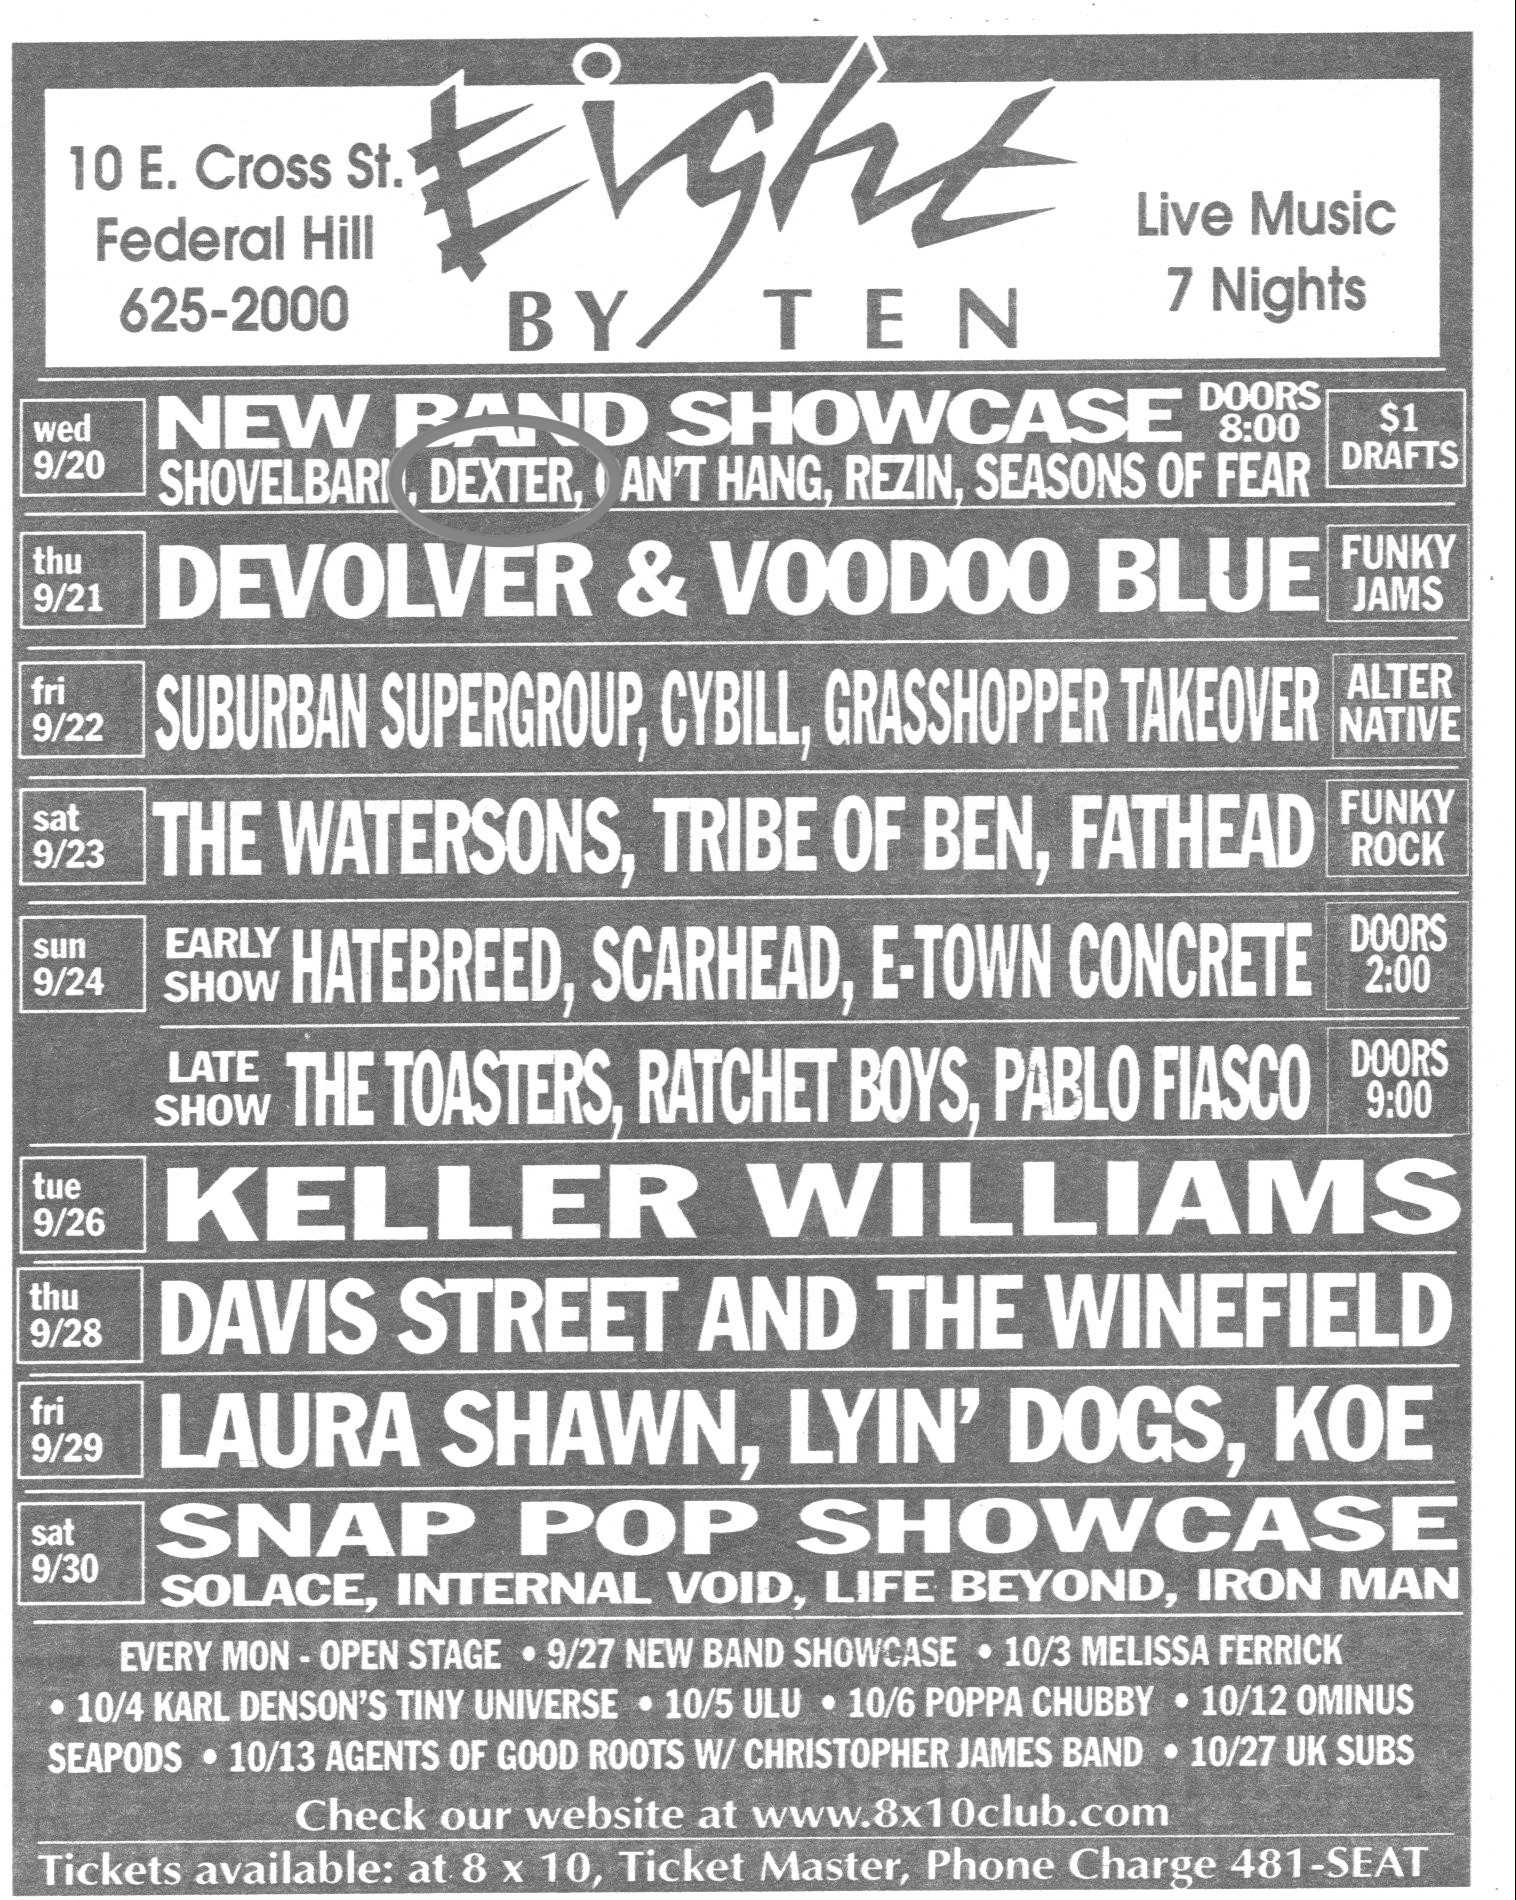 Eight
BY TEN
10 E. Cross St.
Federal Hill
625-2000
Live Music
7 Nights
wed
9/20
NEW BAND SHOWCASE
DOORS
8:00
$1
DRAFTS
DEXTER, CAN'T HANG, REZIN, SEASONS OF FEAR
thu
9/21
DEVOLVER & VOODOO BLUE
FUNKY
JAMS
fri
9/22
SUBURBAN SUPERGROUP, CYBILL, GRASSHOPPER TAKEOVER
ALTER
NATIVE
sat
9/23
THE WATERSONS, TRIBE OF BEN, FATHEAD
FUNKY
ROCK
sun
9/24
EARLY
SHOW
HATEBREED, SCARHEAD, E-TOWN CONCRETE
DOORS
2:00
LATE
SHOW
THE TOASTERS, RATCHET BOYS, PABLO FIASCO
DOORS
9:00
tue
9/26
KELLER WILLIAMS
thu
9/28
DAVIS STREET AND THE WINEFIELD
fri
9/29
LAURA SHAWN, LYIN' DOGS, KOE
sat
9/30
SNAP POP SHOWCASE
SOLACE, INTERNAL VOID, LIFE BEYOND, IRON MAN
EVERY MON - OPEN STAGE • 9/27 NEW BAND SHOWCASE • 10/3 MELISSA FERRICK
• 10/4 KARL DENSON'S TINY UNIVERSE • 10/5 ULU • 10/6 POPPA CHUBBY • 10/12 OMINUS
SEAPODS • 10/13 AGENTS OF GOOD ROOTS W/ CHRISTOPHER JAMES BAND • 10/27 UK SUBS
Check our website at www.8x10club.com
Tickets available: at 8 x 10, Ticket Master, Phone Charge 481-SEAT